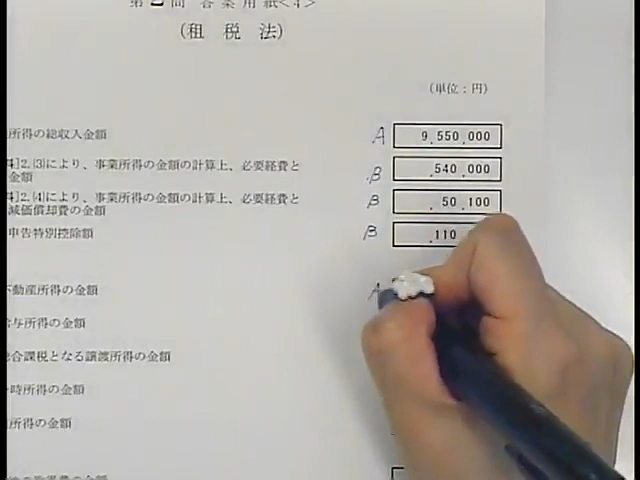 第2問 答案用紙<4>
(租 税 法)
(単位:円)
所得の総収入金額 A 9,550,000
4]2.(3)により、事業所得の金額の計算上、必要経費と
金額 B 540,000
4]2.(4)により、事業所得の金額の計算上、必要経費と
減価償却費の金額 B 50,100
申告特別控除額 B 110
不動産所得の金額 A
給与所得の金額
総合課税となる譲渡所得の金額
一時所得の金額
所得の金額